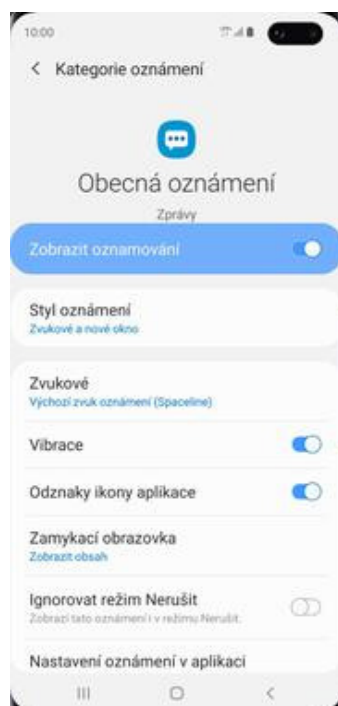 10:00
Kategorie oznámení
Obecná oznámení
Zprávy
Zobrazit oznamování
Styl oznámení
Zvukové a nové okno
Zvukové
Výchozí zvuk oznámení (Spaceline)
Vibrace
Odznaky ikony aplikace
Zamykací obrazovka
Zobrazit obsah
Ignorovat režim Nerušit
Zobrazí tato oznámení i v režimu Nerušit.
Nastavení oznámení v aplikaci